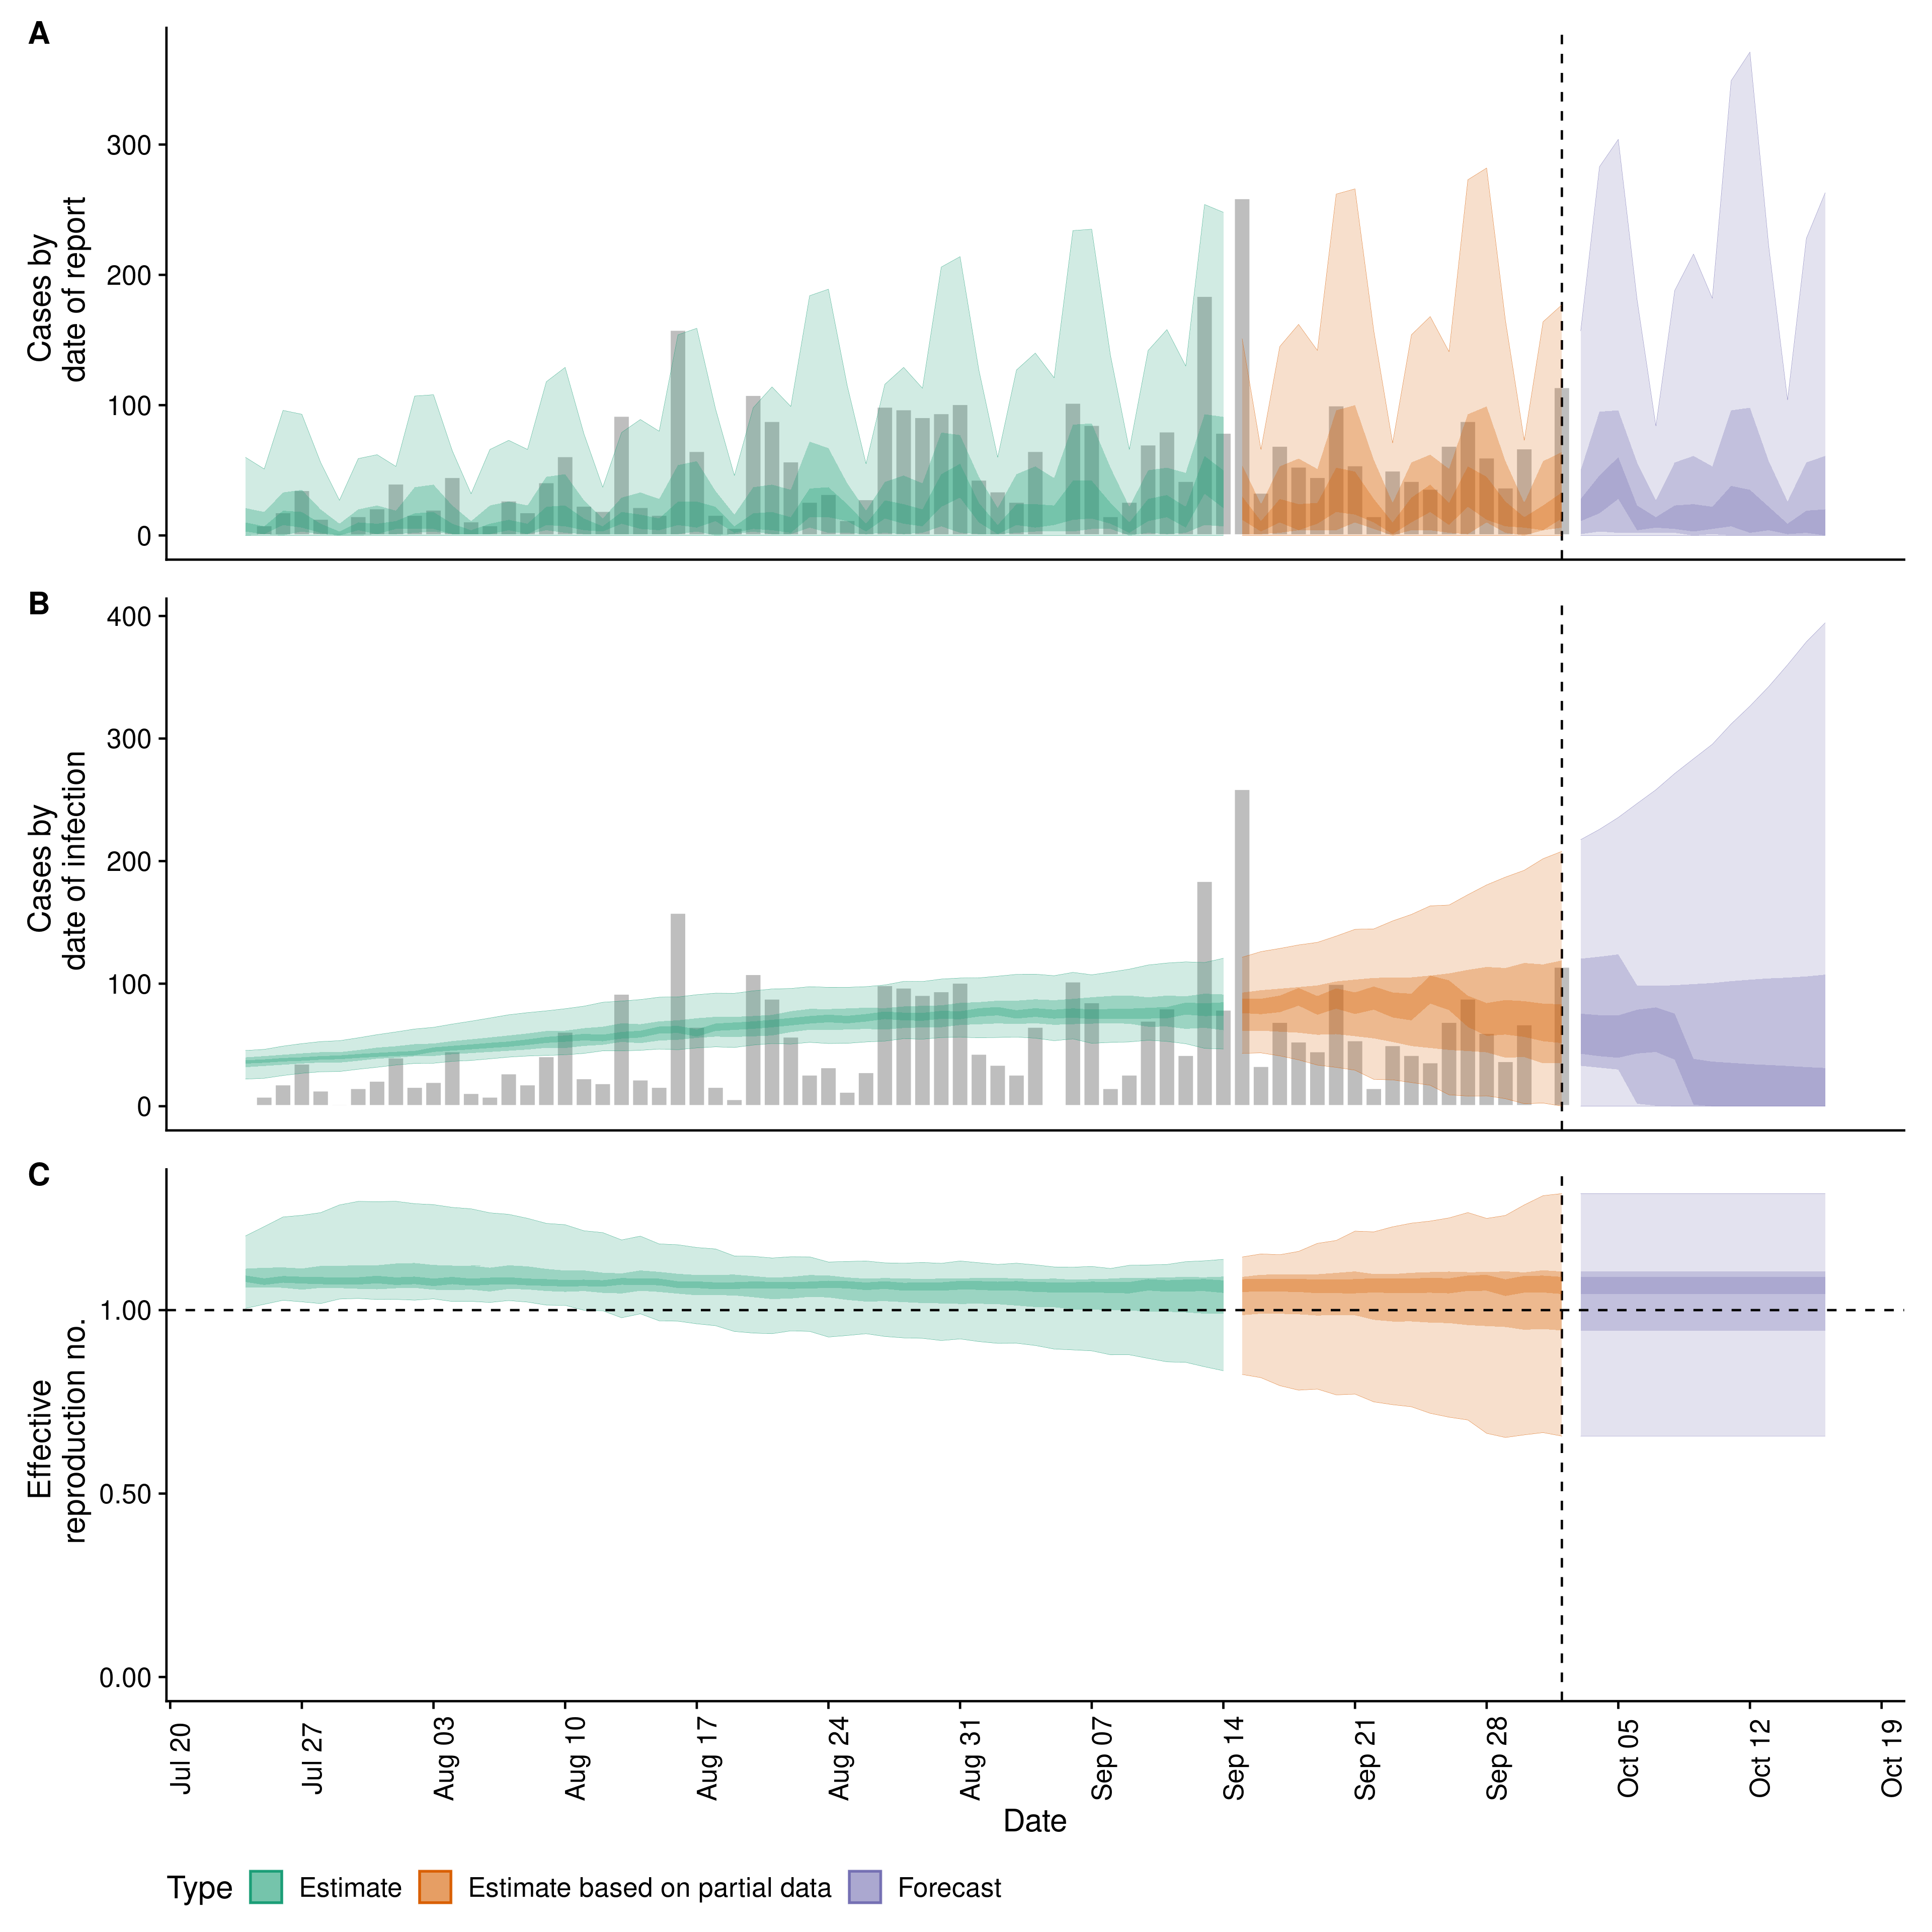 A
Cases by
date of report
300
200
100
0
B
Cases by
date of infection
400
300
200
100
0
C
Effective
reproduction no.
1.00
0.50
0.00
Jul 20
Jul 27
Aug 03
Aug 10
Aug 17
Aug 24
Aug 31
Sep 07
Sep 14
Sep 21
Sep 28
Oct 05
Oct 12
Oct 19
Date
Type Estimate Estimate based on partial data Forecast